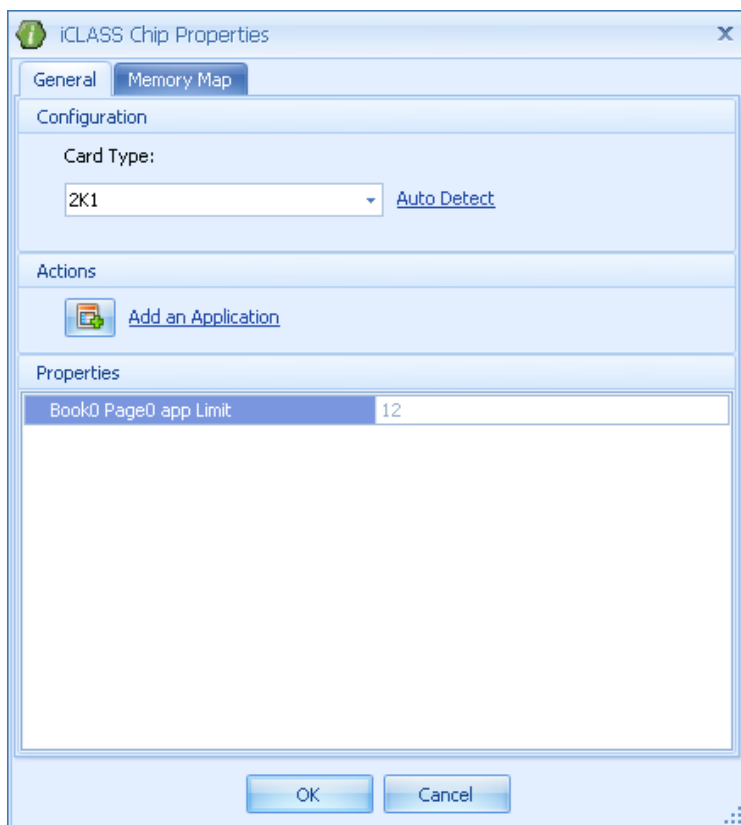 iCLASS Chip Properties
General Memory Map
Configuration
Card Type:
2K1 Auto Detect
Actions
Add an Application
Properties
Book0 Page0 app Limit 12
OK Cancel